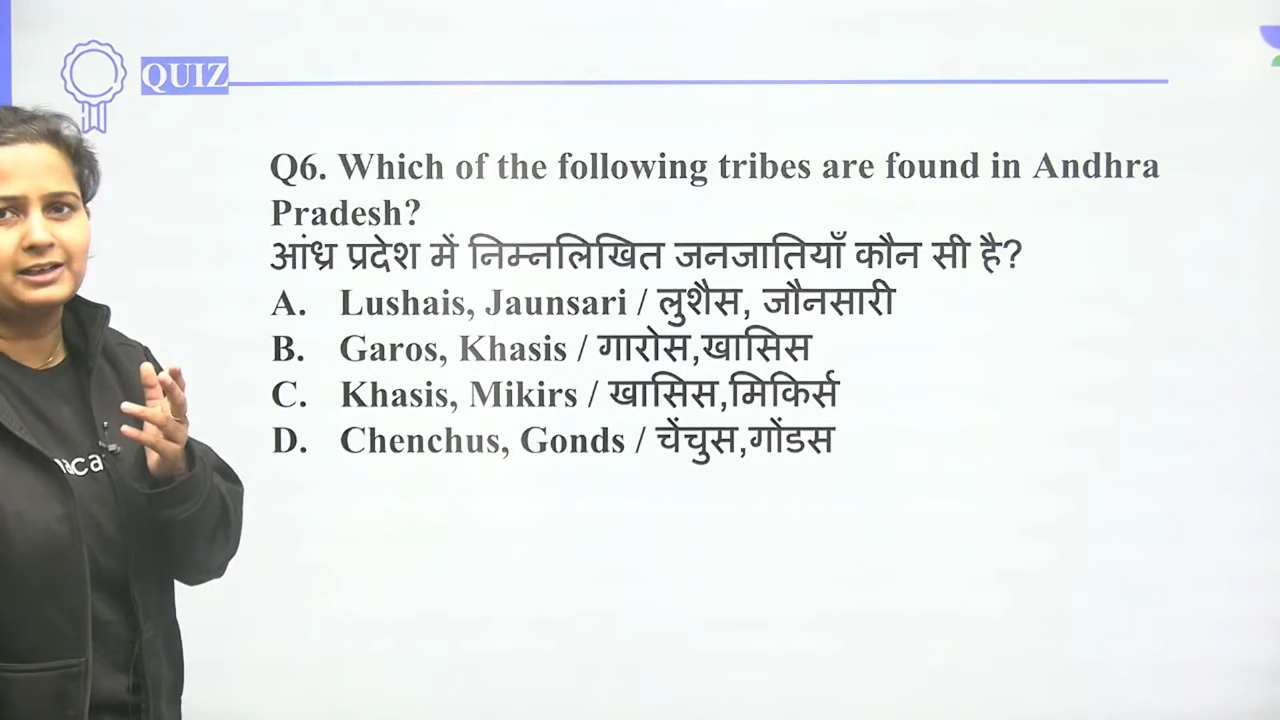 QUIZ
Q6. Which of the following tribes are found in Andhra
Pradesh?
आंध्र प्रदेश में निम्नलिखित जनजातियाँ कौन सी है?
A. Lushais, Jaunsari / लुशैस, जौनसारी
B. Garos, Khasis / गारोस,खासिस
C. Khasis, Mikirs / खासिस,मिकिर्स
D. Chenchus, Gonds / चेंचुस,गोंडस